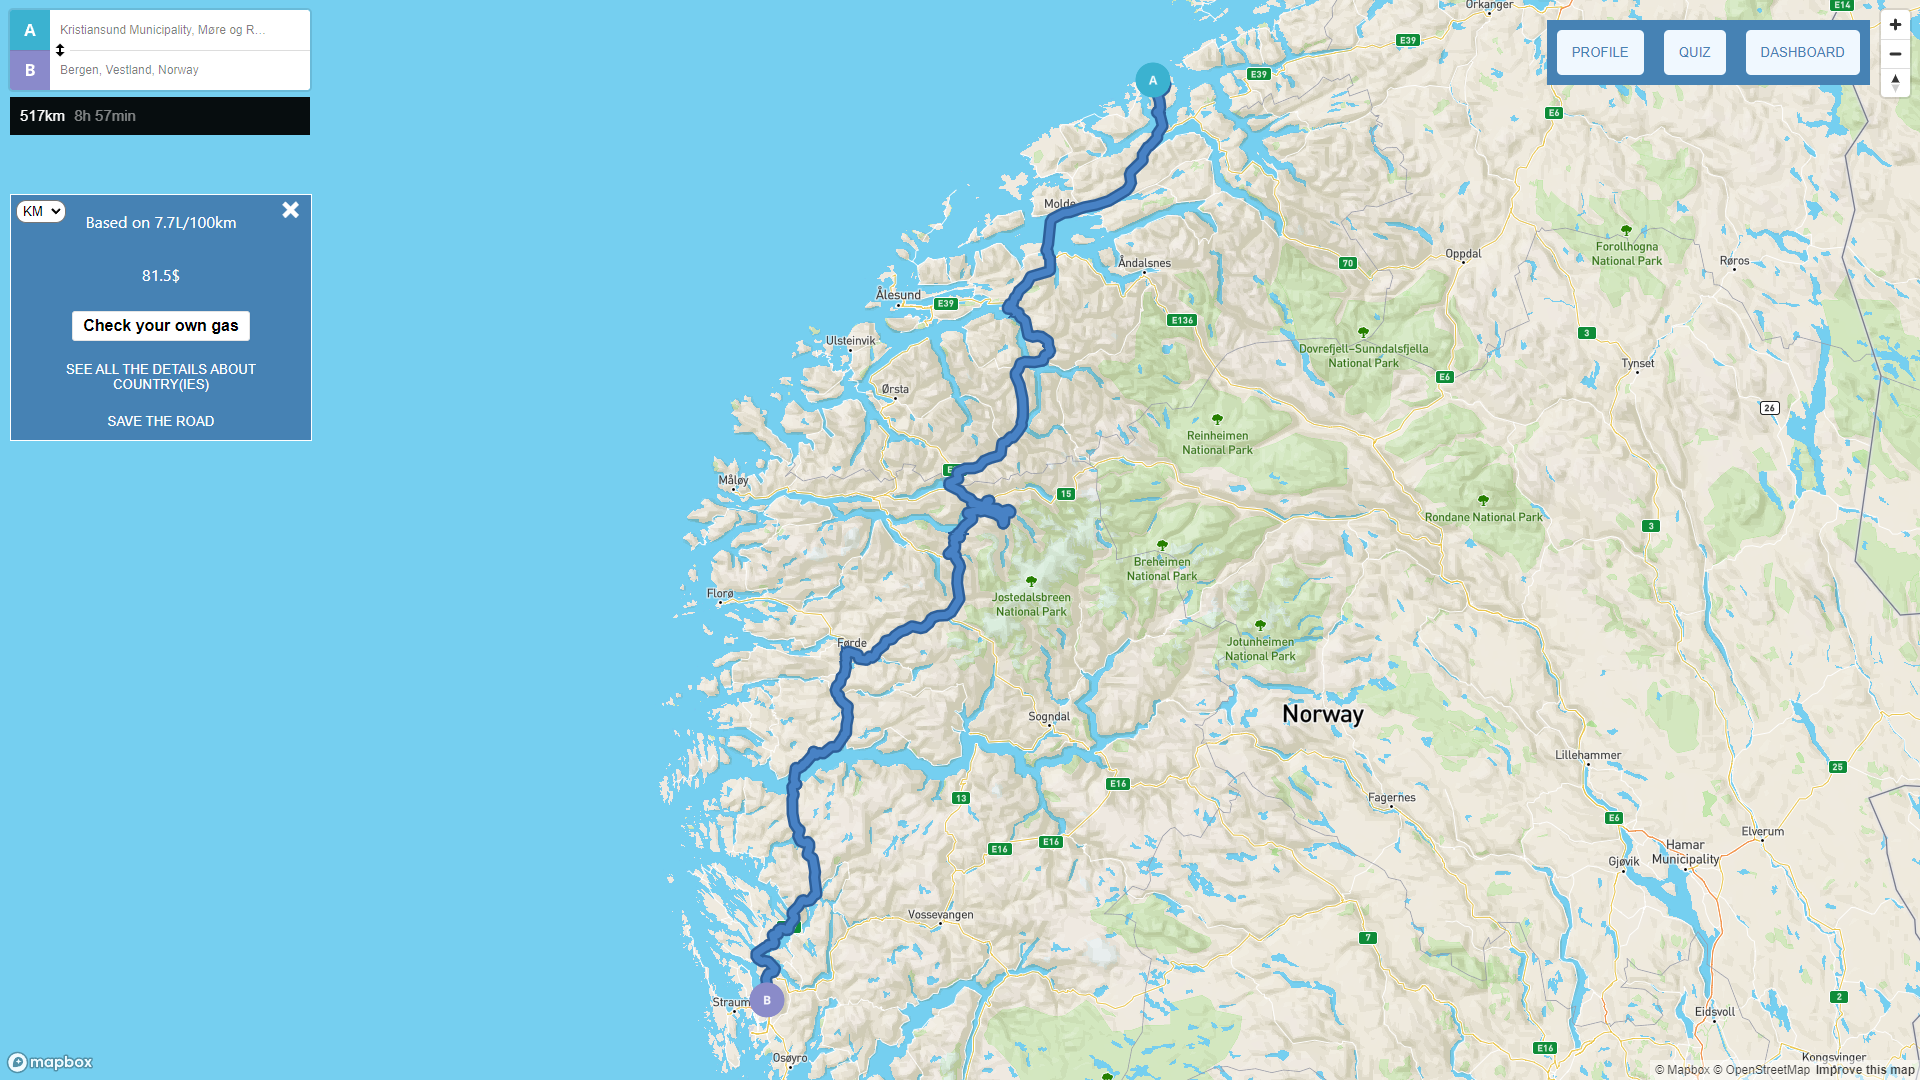 A
Kristiansund Municipality, Møre og R...
B
Bergen, Vestland, Norway
517km 8h 57min
KM
Based on 7.7L/100km
81.5$
Check your own gas
SEE ALL THE DETAILS ABOUT
COUNTRY(IES)
SAVE THE ROAD
PROFILE
QUIZ
DASHBOARD
Orkanger
E14
E39
E39
A
E6
Molde
Forollhogna
National Park
Oppdal
Røros
Åndalsnes
70
Ålesund
E39
E136
3
Ulsteinvik
Dovrefjell-Sunndalsfjella
National Park
Tynset
E6
Ørsta
26
Reinheimen
National Park
Måløy
15
Rondane National Park
3
Breheimen
National Park
Florø
Jostedalsbreen
National Park
Førde
Jotunheimen
National Park
Sogndal
Norway
Lillehammer
25
E16
13
Fagernes
E6
Elverum
E16
E16
Hamar
Municipality
Gjøvik
Vossevangen
7
Straum
B
2
Eidsvoll
Osøyro
E16
Kongsvinger
mapbox
© Mapbox © OpenStreetMap Improve this map